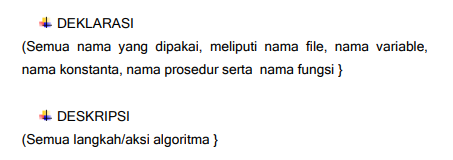 DEKLARASI
(Semua nama yang dipakai, meliputi nama file, nama variable,
nama konstanta, nama prosedur serta nama fungsi }
DESKRIPSI
(Semua langkah/aksi algoritma }